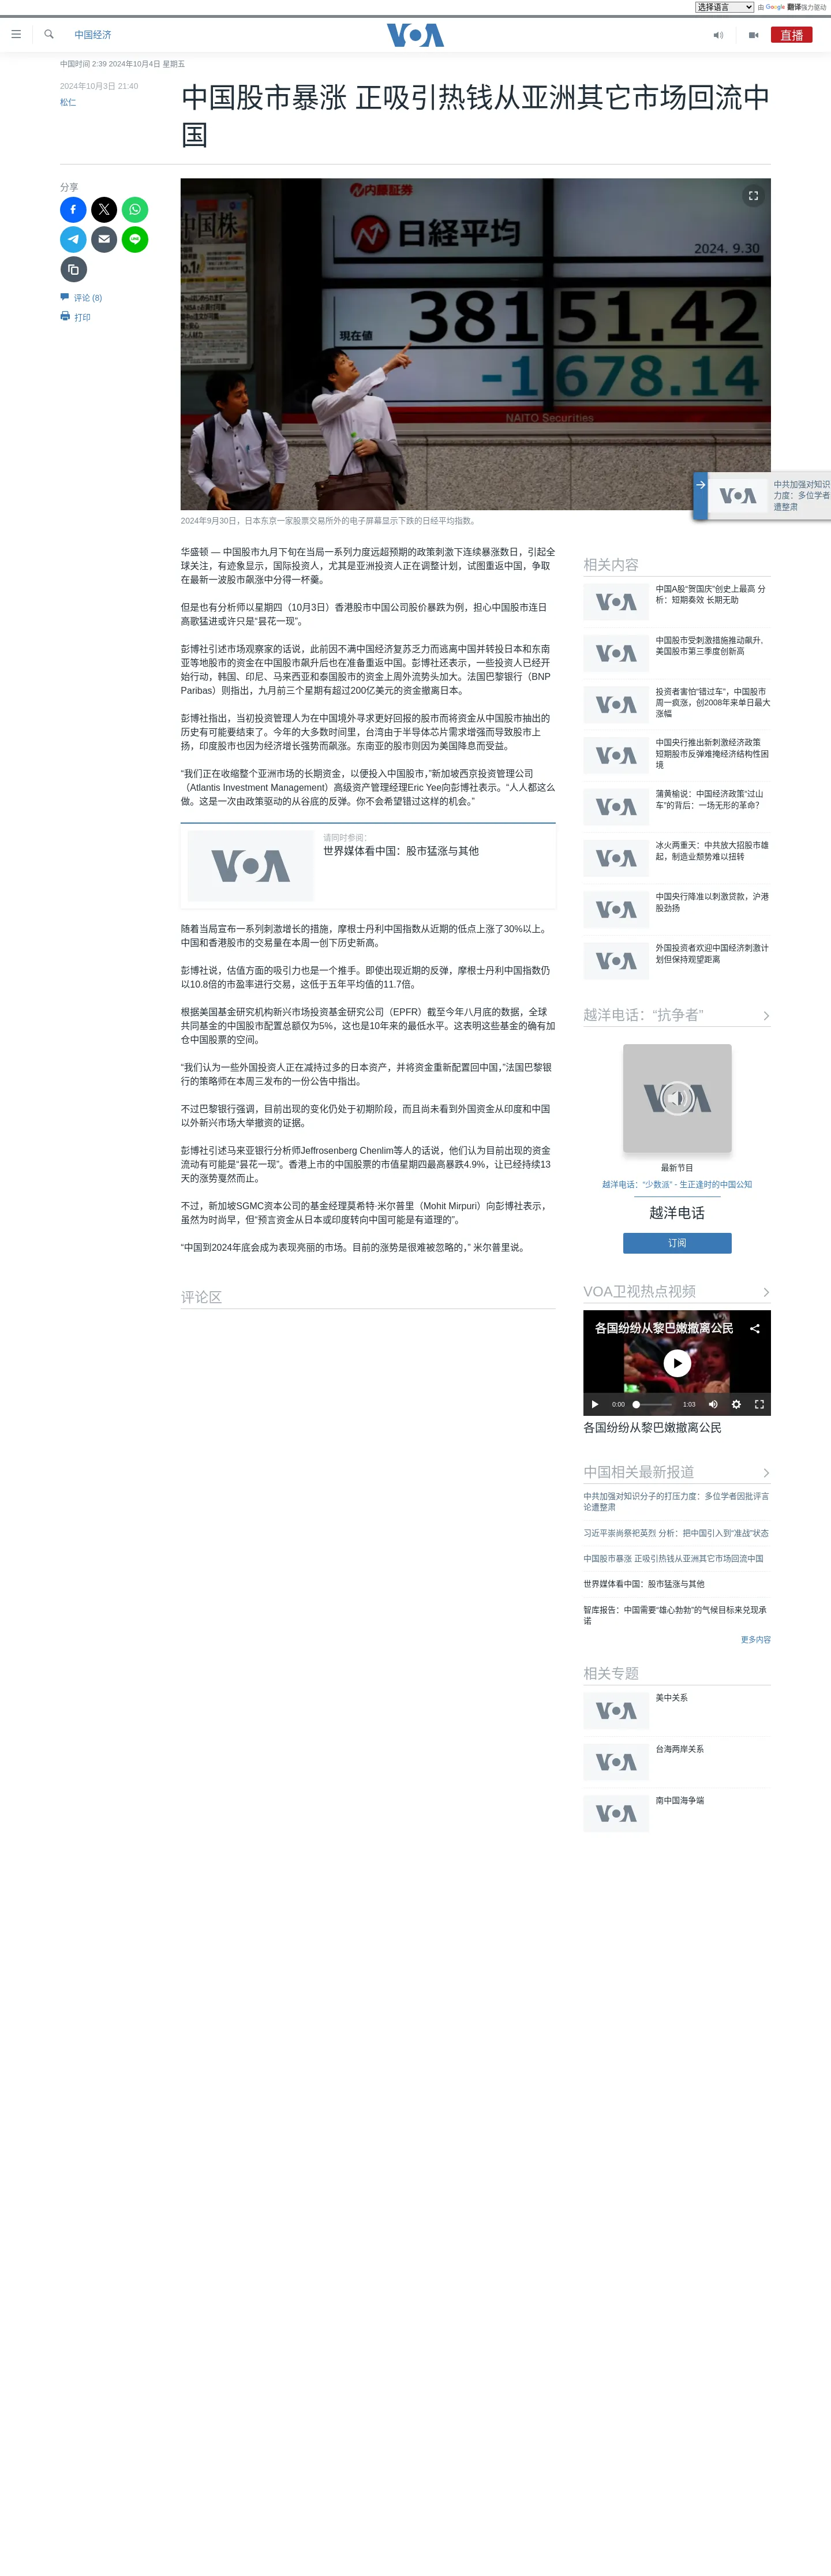 选择语言 由 Google 翻译强力驱动
中国经济
VOA
直播
中国时间 2:39 2024年10月4日 星期五
2024年10月3日 21:40
松仁
中国股市暴涨 正吸引热钱从亚洲其它市场回流中
国
分享
评论 (8)
打印
中国株
内藤証券
日経平均
2024. 9.30
現在値
38151.42
-1678.14
NAITO Securities
2024年9月30日，日本东京一家股票交易所外的电子屏幕显示下跌的日经平均指数。
中共加强对知识
力度：多位学者
遭整肃
华盛顿 — 中国股市九月下旬在当局一系列力度远超预期的政策刺激下连续暴涨数日，引起全
球关注，有迹象显示，国际投资人，尤其是亚洲投资人正在调整计划，试图重返中国，争取
在最新一波股市飙涨中分得一杯羹。
但是也有分析师以星期四（10月3日）香港股市中国公司股价暴跌为例，担心中国股市连日
高歌猛进或许只是“昙花一现”。
彭博社引述市场观察家的话说，此前因不满中国经济复苏乏力而逃离中国并转投日本和东南
亚等地股市的资金在中国股市飙升后也在准备重返中国。彭博社还表示，一些投资人已经开
始行动，韩国、印尼、马来西亚和泰国股市的资金上周外流势头加大。法国巴黎银行（BNP
Paribas）则指出，九月前三个星期有超过200亿美元的资金撤离日本。
彭博社指出，当初投资管理人为在中国境外寻求更好回报的股市而将资金从中国股市抽出的
历史有可能要结束了。今年的大多数时间里，台湾由于半导体芯片需求增强而导致股市上
扬，印度股市也因为经济增长强势而飙涨。东南亚的股市则因为美国降息而受益。
“我们正在收缩整个亚洲市场的长期资金，以便投入中国股市，”新加坡西京投资管理公司
（Atlantis Investment Management）高级资产管理经理Eric Yee向彭博社表示。“人人都这么
做。这是一次由政策驱动的从谷底的反弹。你不会希望错过这样的机会。”
VOA
请同时参阅:
世界媒体看中国：股市猛涨与其他
随着当局宣布一系列刺激增长的措施，摩根士丹利中国指数从近期的低点上涨了30%以上。
中国和香港股市的交易量在本周一创下历史新高。
彭博社说，估值方面的吸引力也是一个推手。即使出现近期的反弹，摩根士丹利中国指数仍
以10.8倍的市盈率进行交易，这低于五年平均值的11.7倍。
根据美国基金研究机构新兴市场投资基金研究公司（EPFR）截至今年八月底的数据，全球
共同基金的中国股市配置总额仅为5%，这也是10年来的最低水平。这表明这些基金的确有加
仓中国股票的空间。
“我们认为一些外国投资人正在减持过多的日本资产，并将资金重新配置回中国，”法国巴黎银
行的策略师在本周三发布的一份公告中指出。
不过巴黎银行强调，目前出现的变化仍处于初期阶段，而且尚未看到外国资金从印度和中国
以外新兴市场大举撤资的证据。
彭博社引述马来亚银行分析师Jeffrosenberg Chenlim等人的话说，他们认为目前出现的资金
流动有可能是“昙花一现”。香港上市的中国股票的市值星期四最高暴跌4.9%，让已经持续13
天的涨势戛然而止。
不过，新加坡SGMC资本公司的基金经理莫希特·米尔普里（Mohit Mirpuri）向彭博社表示，
虽然为时尚早，但“预言资金从日本或印度转向中国可能是有道理的”。
“中国到2024年底会成为表现亮丽的市场。目前的涨势是很难被忽略的，” 米尔普里说。
评论区
相关内容
中国A股“贺国庆”创史上最高 分
析：短期奏效 长期无助
中国股市受刺激措施推动飙升,
美国股市第三季度创新高
投资者害怕“错过车”，中国股市
周一疯涨，创2008年来单日最大
涨幅
中国央行推出新刺激经济政策
短期股市反弹难掩经济结构性困
境
蒲黄榆说：中国经济政策“过山
车”的背后：一场无形的革命?
冰火两重天：中共放大招股市雄
起，制造业颓势难以扭转
中国央行降准以刺激贷款，沪港
股劲扬
外国投资者欢迎中国经济刺激计
划但保持观望距离
越洋电话：“抗争者”
最新节目
越洋电话：“少数派” - 生正逢时的中国公知
越洋电话
订阅
VOA卫视热点视频
各国纷纷从黎巴嫩撤离公民
0:00 1:03
各国纷纷从黎巴嫩撤离公民
中国相关最新报道
中共加强对知识分子的打压力度：多位学者因批评言
论遭整肃
习近平崇尚祭祀英烈 分析：把中国引入到“准战”状态
中国股市暴涨 正吸引热钱从亚洲其它市场回流中国
世界媒体看中国：股市猛涨与其他
智库报告：中国需要“雄心勃勃”的气候目标来兑现承
诺
更多内容
相关专题
美中关系
台海两岸关系
南中国海争端